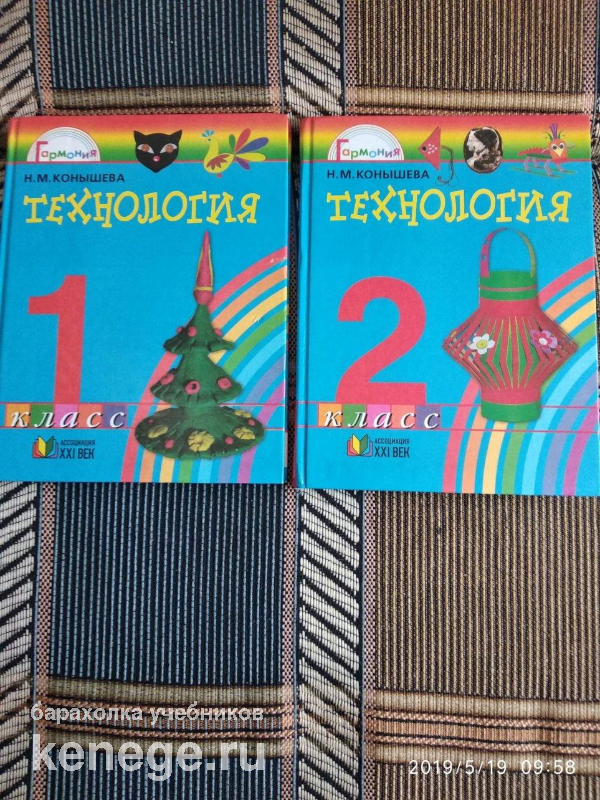 Гармония
Н.М.КОНЫШЕВА
ТЕХНОЛОГИЯ
1
класс
АССОЦИАЦИЯ
XXI ВЕК
Гармония
Н.М.КОНЫШЕВА
ТЕХНОЛОГИЯ
2
класс
АССОЦИАЦИЯ
XXI ВЕК
барахолка учебников
kenege.ru
2019/5/19 09:58